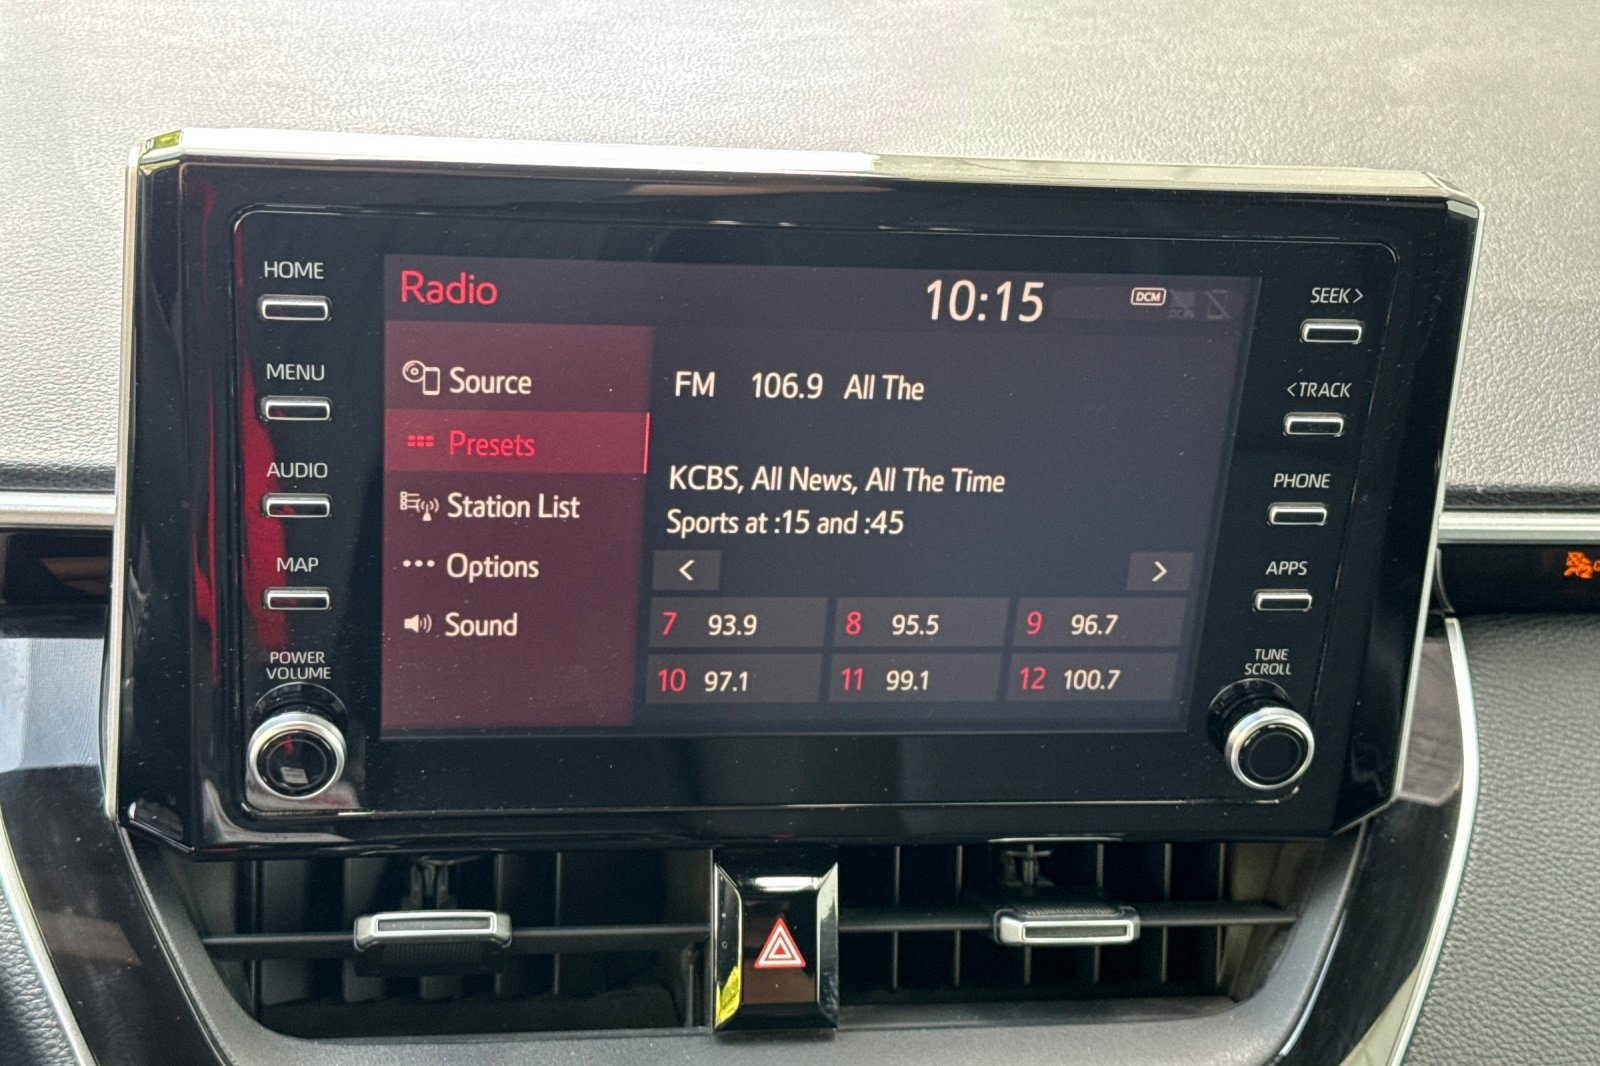 HOME
MENU
AUDIO
MAP
POWER
VOLUME
Radio
10:15
DCM
Source
Presets
Station List
Options
Sound
FM 106.9 All The
KCBS, All News, All The Time
Sports at :15 and :45
<
>
7 93.9
8 95.5
9 96.7
10 97.1
11 99.1
12 100.7
SEEK>
<TRACK
PHONE
APPS
TUNE
SCROLL